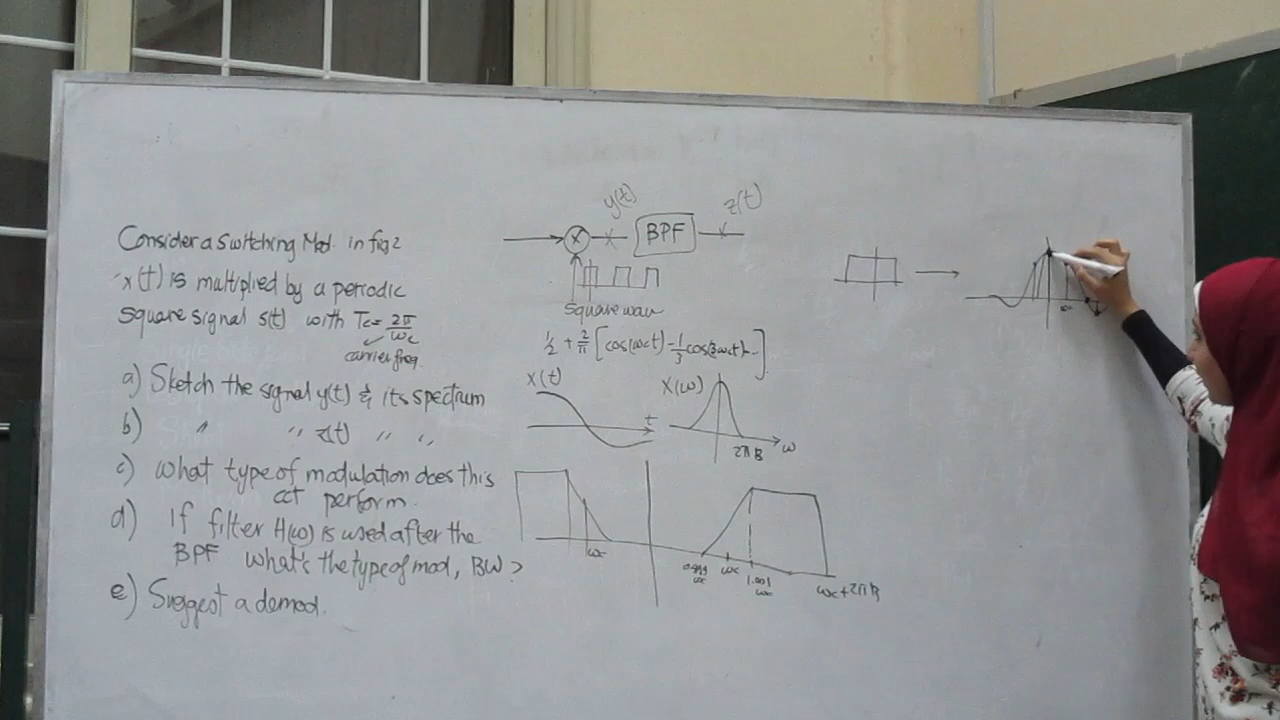 Consider a switching Mod. in fig 2
x(t) is multiplied by a periodic
square signal s(t) with Tc = 2π/ωc
carrier freq.
a) Sketch the signal y(t) & its spectrum
b) " " z(t) " "
c) What type of modulation does this
cct perform.
d) If filter H(ω) is used after the
BPF what's the type of mod, BW?
e) Suggest a demod.
y(t)
z(t)
X
BPF
square wave
1/2 + 2/π [cos(ωct) - 1/3 cos(3ωct) ...]
X(t)
t
X(ω)
2πB
ω
ωc
0.999 ωc
ωc
1.001 ωc
ωc+2πB